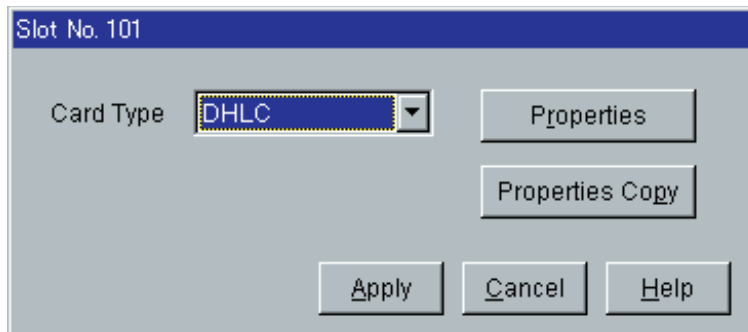 Slot No. 101
Card Type DHLC Properties
Properties Copy
Apply Cancel Help